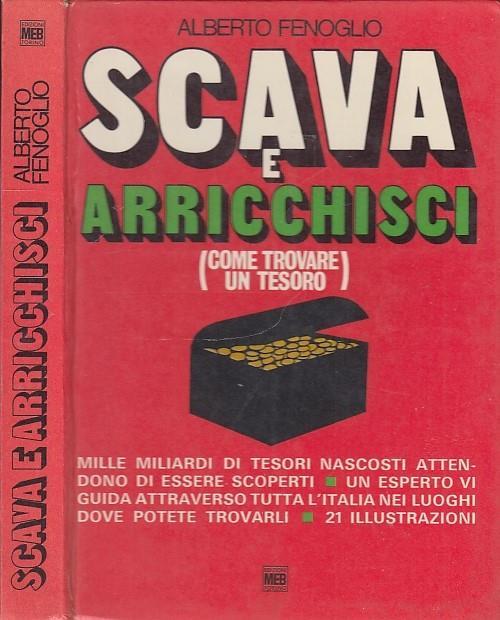 EDIZIONI
MEB
TORINO
ALBERTO
FENOGLIO
SCAVA E ARRICCHISCI
ALBERTO FENOGLIO
SCAVA
E
ARRICCHISCI
(COME TROVARE
UN TESORO)
MILLE MILIARDI DI TESORI NASCOSTI ATTEN-
DONO DI ESSERE SCOPERTI ■ UN ESPERTO VI
GUIDA ATTRAVERSO TUTTA L'ITALIA NEI LUOGHI
DOVE POTETE TROVARLI ■ 21 ILLUSTRAZIONI
EDIZIONI
MEB
TORINO